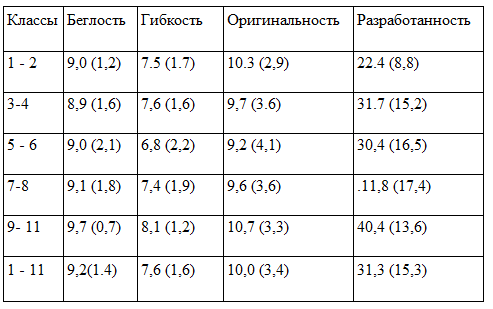 Классы Беглость Гибкость Оригинальность Разработанность
1 - 2 9,0 (1,2) 7.5 (1.7) 10.3 (2,9) 22.4 (8,8)
3-4 8,9 (1,6) 7,6 (1,6) 9,7 (3.6) 31.7 (15,2)
5 - 6 9,0 (2,1) 6,8 (2,2) 9,2 (4,1) 30,4 (16,5)
7-8 9,1 (1,8) 7,4 (1,9) 9,6 (3,6) .11,8 (17,4)
9- 11 9,7 (0,7) 8,1 (1,2) 10,7 (3,3) 40,4 (13,6)
1 - 11 9,2(1.4) 7,6 (1,6) 10,0 (3,4) 31,3 (15,3)